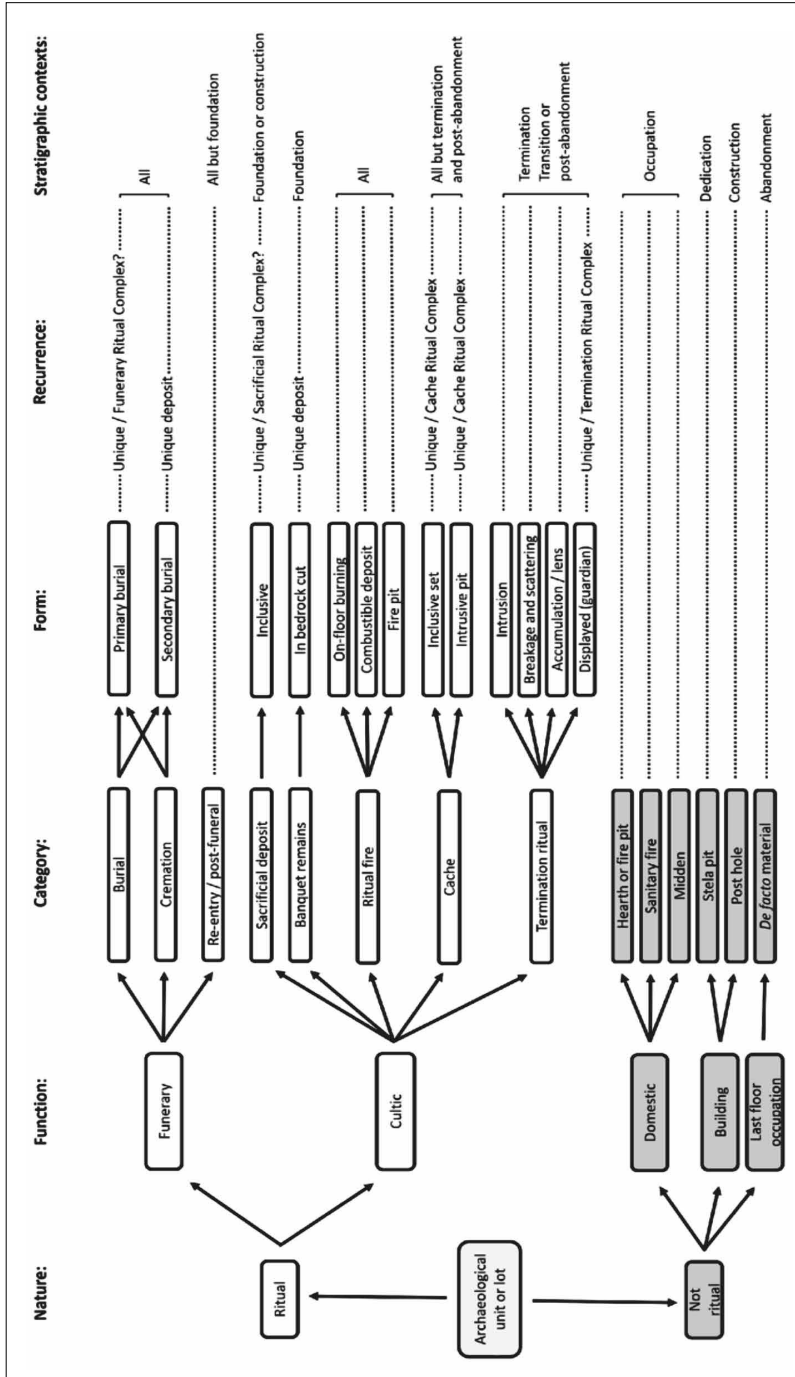 Nature:
Function:
Category:
Form:
Recurrence:
Stratigraphic contexts:
Archaeological
unit or lot
Ritual
Not
ritual
Funerary
Cultic
Domestic
Building
Last floor
occupation
Burial
Cremation
Re-entry / post-funeral
Sacrificial deposit
Banquet remains
Ritual fire
Cache
Termination ritual
Hearth or fire pit
Sanitary fire
Midden
Stela pit
Post hole
De facto material
Primary burial
Secondary burial
Inclusive
In bedrock cut
On-floor burning
Combustible deposit
Fire pit
Inclusive set
Intrusive pit
Intrusion
Breakage and scattering
Accumulation / lens
Displayed (guardian)
Unique / Funerary Ritual Complex?
Unique deposit
Unique / Sacrificial Ritual Complex?
Unique deposit
Unique / Cache Ritual Complex
Unique / Cache Ritual Complex
Unique / Termination Ritual Complex
All
All but foundation
Foundation or construction
Foundation
All
All but termination
and post-abandonment
Termination
Transition or
post-abandonment
Occupation
Dedication
Construction
Abandonment